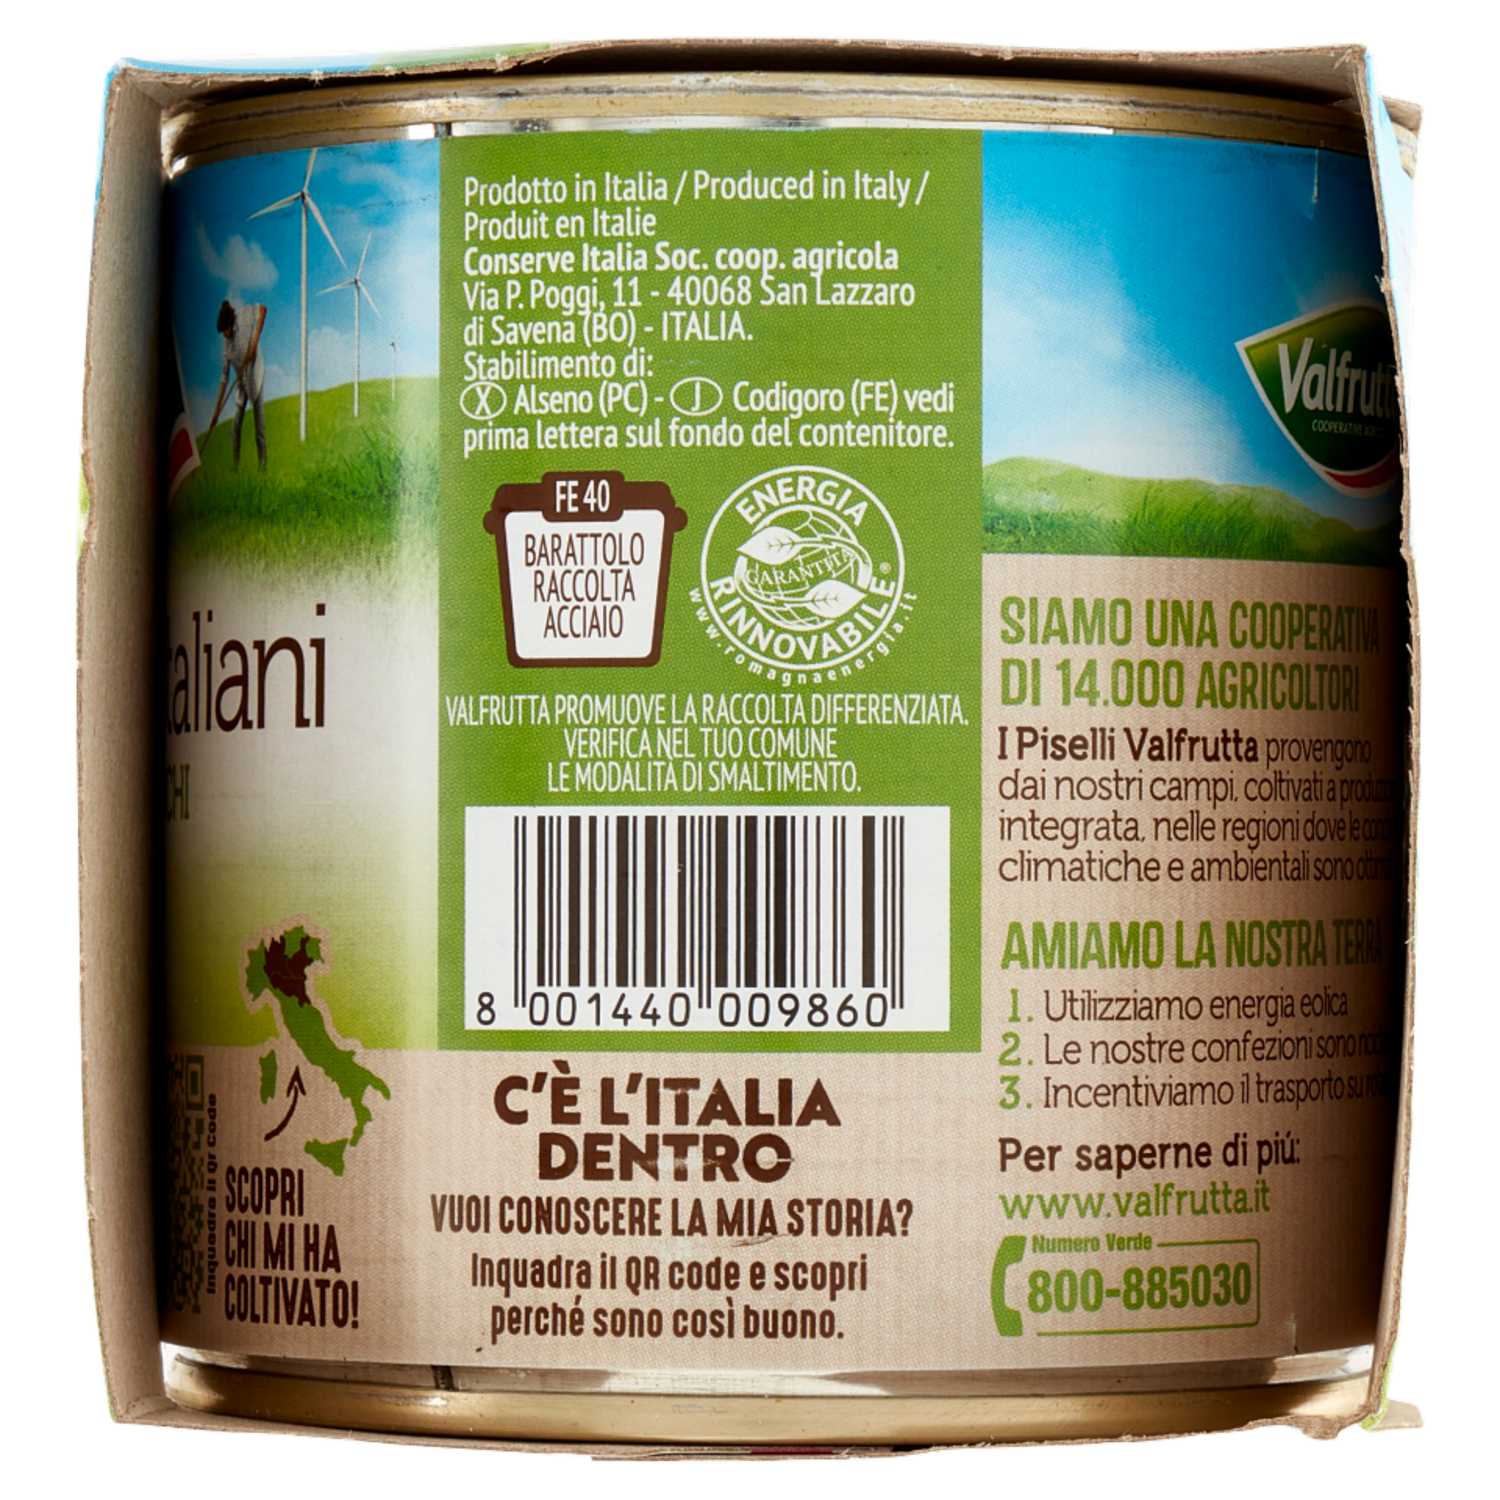 Prodotto in Italia / Produced in Italy /
Produit en Italie
Conserve Italia Soc. coop. agricola
Via P. Poggi, 11 - 40068 San Lazzaro
di Savena (BO) - ITALIA.
Stabilimento di:
X Alseno (PC) - J Codigoro (FE) vedi
prima lettera sul fondo del contenitore.
FE 40
BARATTOLO
RACCOLTA
ACCIAIO
ENERGIA
GARANTITA
RINNOVABILE®
www.romagnaenergia.it
VALFRUTTA PROMUOVE LA RACCOLTA DIFFERENZIATA.
VERIFICA NEL TUO COMUNE
LE MODALITÀ DI SMALTIMENTO.
8 001440 009860
C'È L'ITALIA
DENTRO
VUOI CONOSCERE LA MIA STORIA?
Inquadra il QR code e scopri
perché sono così buono.
Inquadra il Qr Code
SCOPRI
CHI MI HA
COLTIVATO!
Valfrutta
COOPERATIVE
SIAMO UNA COOPERATIVA
DI 14.000 AGRICOLTORI
I Piselli Valfrutta provengono
dai nostri campi, coltivati a
integrata, nelle regioni dove le
climatiche e ambientali sono
AMIAMO LA NOSTRA TERRA
1. Utilizziamo energia eolica
2. Le nostre confezioni sono
3. Incentiviamo il trasporto su
Per saperne di più:
www.valfrutta.it
Numero Verde
800-885030